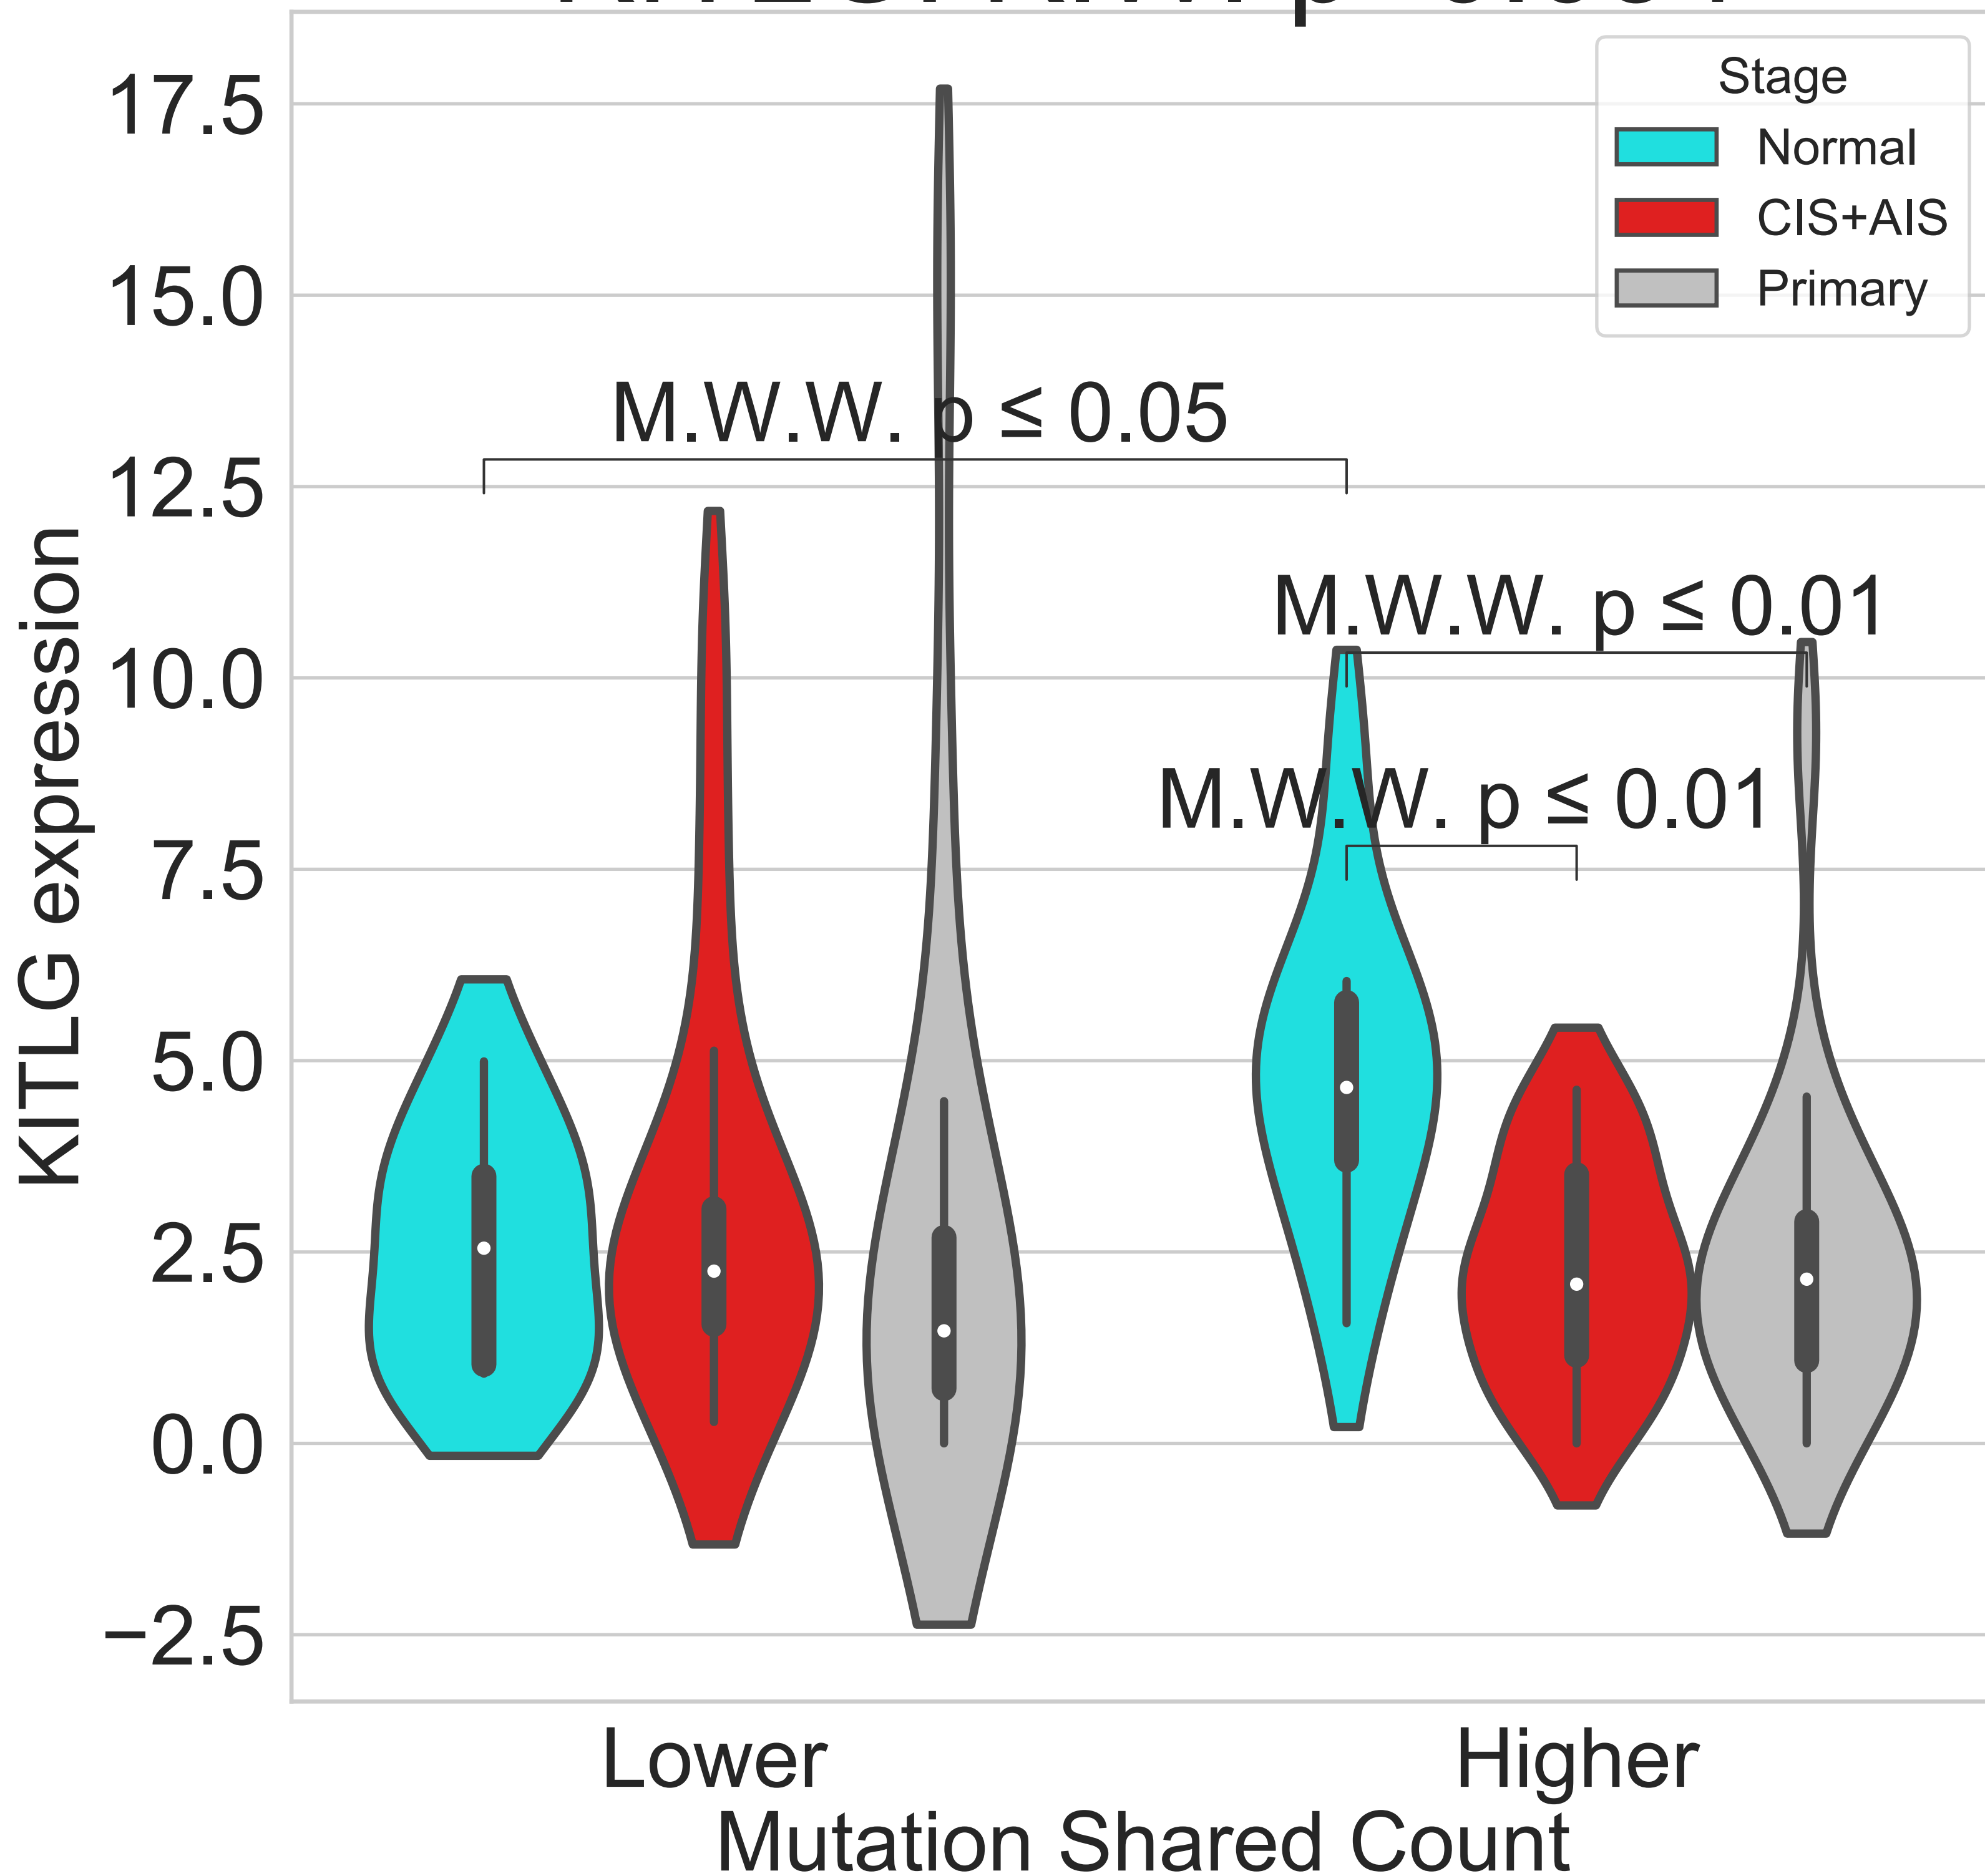 17.5
15.0
12.5
10.0
7.5
5.0
2.5
0.0
−2.5
KITLG expression
Stage
Normal
CIS+AIS
Primary
M.W.W. p ≤ 0.05
M.W.W. p ≤ 0.01
M.W.W. p ≤ 0.01
Lower
Higher
Mutation Shared Count